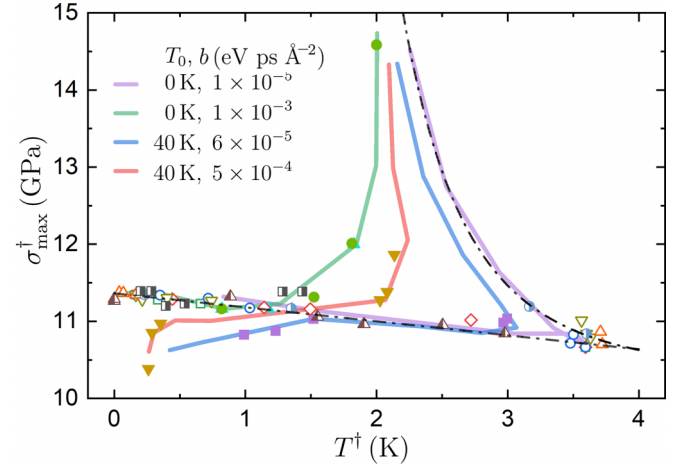 15
14
13
12
11
10
σ†max (GPa)
T₀, b (eV ps Å⁻²)
0 K, 1 × 10⁻⁵
0 K, 1 × 10⁻³
40 K, 6 × 10⁻⁵
40 K, 5 × 10⁻⁴
0 1 2 3 4
T† (K)